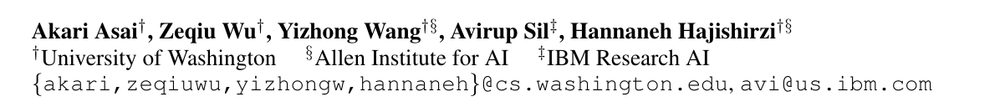 Akari Asai†, Zeqiu Wu†, Yizhong Wang†§, Avirup Sil‡, Hannaneh Hajishirzi†§
†University of Washington §Allen Institute for AI ‡IBM Research AI
{akari,zeqiuwu,yizhongw,hannaneh}@cs.washington.edu, avi@us.ibm.com